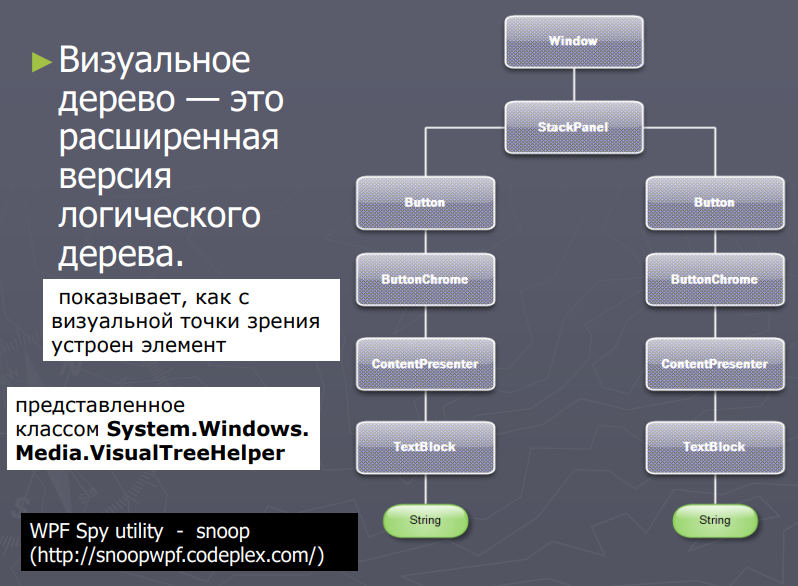 Визуальное
дерево — это
расширенная
версия
логического
дерева.
показывает, как с
визуальной точки зрения
устроен элемент
представленное
классом System.Windows.
Media.VisualTreeHelper
WPF Spy utility - snoop
(http://snoopwpf.codeplex.com/)
Window
StackPanel
Button
Button
ButtonChrome
ButtonChrome
ContentPresenter
ContentPresenter
TextBlock
TextBlock
String
String